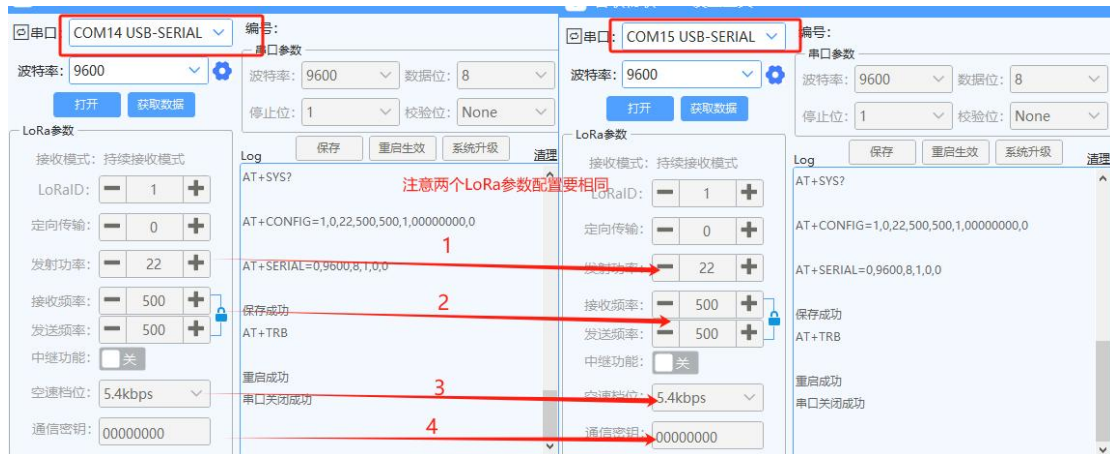 串口: COM14 USB-SERIAL
编号:
串口参数
波特率: 9600
波特率: 9600 数据位: 8
打开 获取数据
停止位: 1 校验位: None
LoRa参数
保存 重启生效 系统升级
Log 清理
接收模式: 持续接收模式
LoRaID: 1
定向传输: 0
发射功率: 22
接收频率: 500
发送频率: 500
中继功能: 关
空速档位: 5.4kbps
通信密钥: 00000000
AT+SYS?
AT+CONFIG=1,0,22,500,500,1,00000000,0
AT+SERIAL=0,9600,8,1,0,0
保存成功
AT+TRB
重启成功
串口关闭成功
注意两个LoRa参数配置要相同
1
2
3
4
串口: COM15 USB-SERIAL
编号:
串口参数
波特率: 9600
波特率: 9600 数据位: 8
打开 获取数据
停止位: 1 校验位: None
LoRa参数
保存 重启生效 系统升级
Log 清理
接收模式: 持续接收模式
LoRaID: 1
定向传输: 0
发射功率: 22
接收频率: 500
发送频率: 500
中继功能: 关
空速档位: 5.4kbps
通信密钥: 00000000
AT+SYS?
AT+CONFIG=1,0,22,500,500,1,00000000,0
AT+SERIAL=0,9600,8,1,0,0
保存成功
AT+TRB
重启成功
串口关闭成功